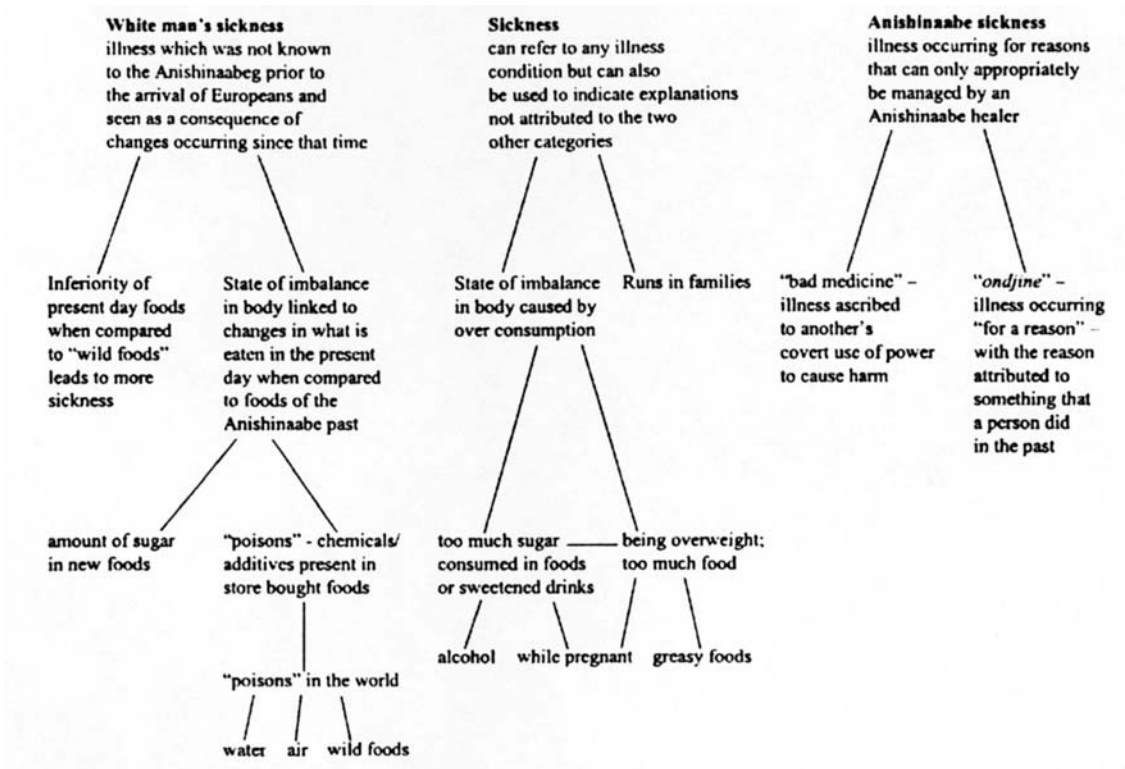 White man's sickness
illness which was not known
to the Anishinaabeg prior to
the arrival of Europeans and
seen as a consequence of
changes occurring since that time
Sickness
can refer to any illness
condition but can also
be used to indicate explanations
not attributed to the two
other categories
Anishinaabe sickness
illness occurring for reasons
that can only appropriately
be managed by an
Anishinaabe healer
Inferiority of
present day foods
when compared
to "wild foods"
leads to more
sickness
State of imbalance
in body linked to
changes in what is
eaten in the present
day when compared
to foods of the
Anishinaabe past
State of imbalance
in body caused by
over consumption
Runs in families
"bad medicine" –
illness ascribed
to another's
covert use of power
to cause harm
"ondjine" –
illness occurring
"for a reason" –
with the reason
attributed to
something that
a person did
in the past
amount of sugar
in new foods
"poisons" - chemicals/
additives present in
store bought foods
too much sugar
consumed in foods
or sweetened drinks
being overweight;
too much food
alcohol
while pregnant
greasy foods
"poisons" in the world
water
air
wild foods